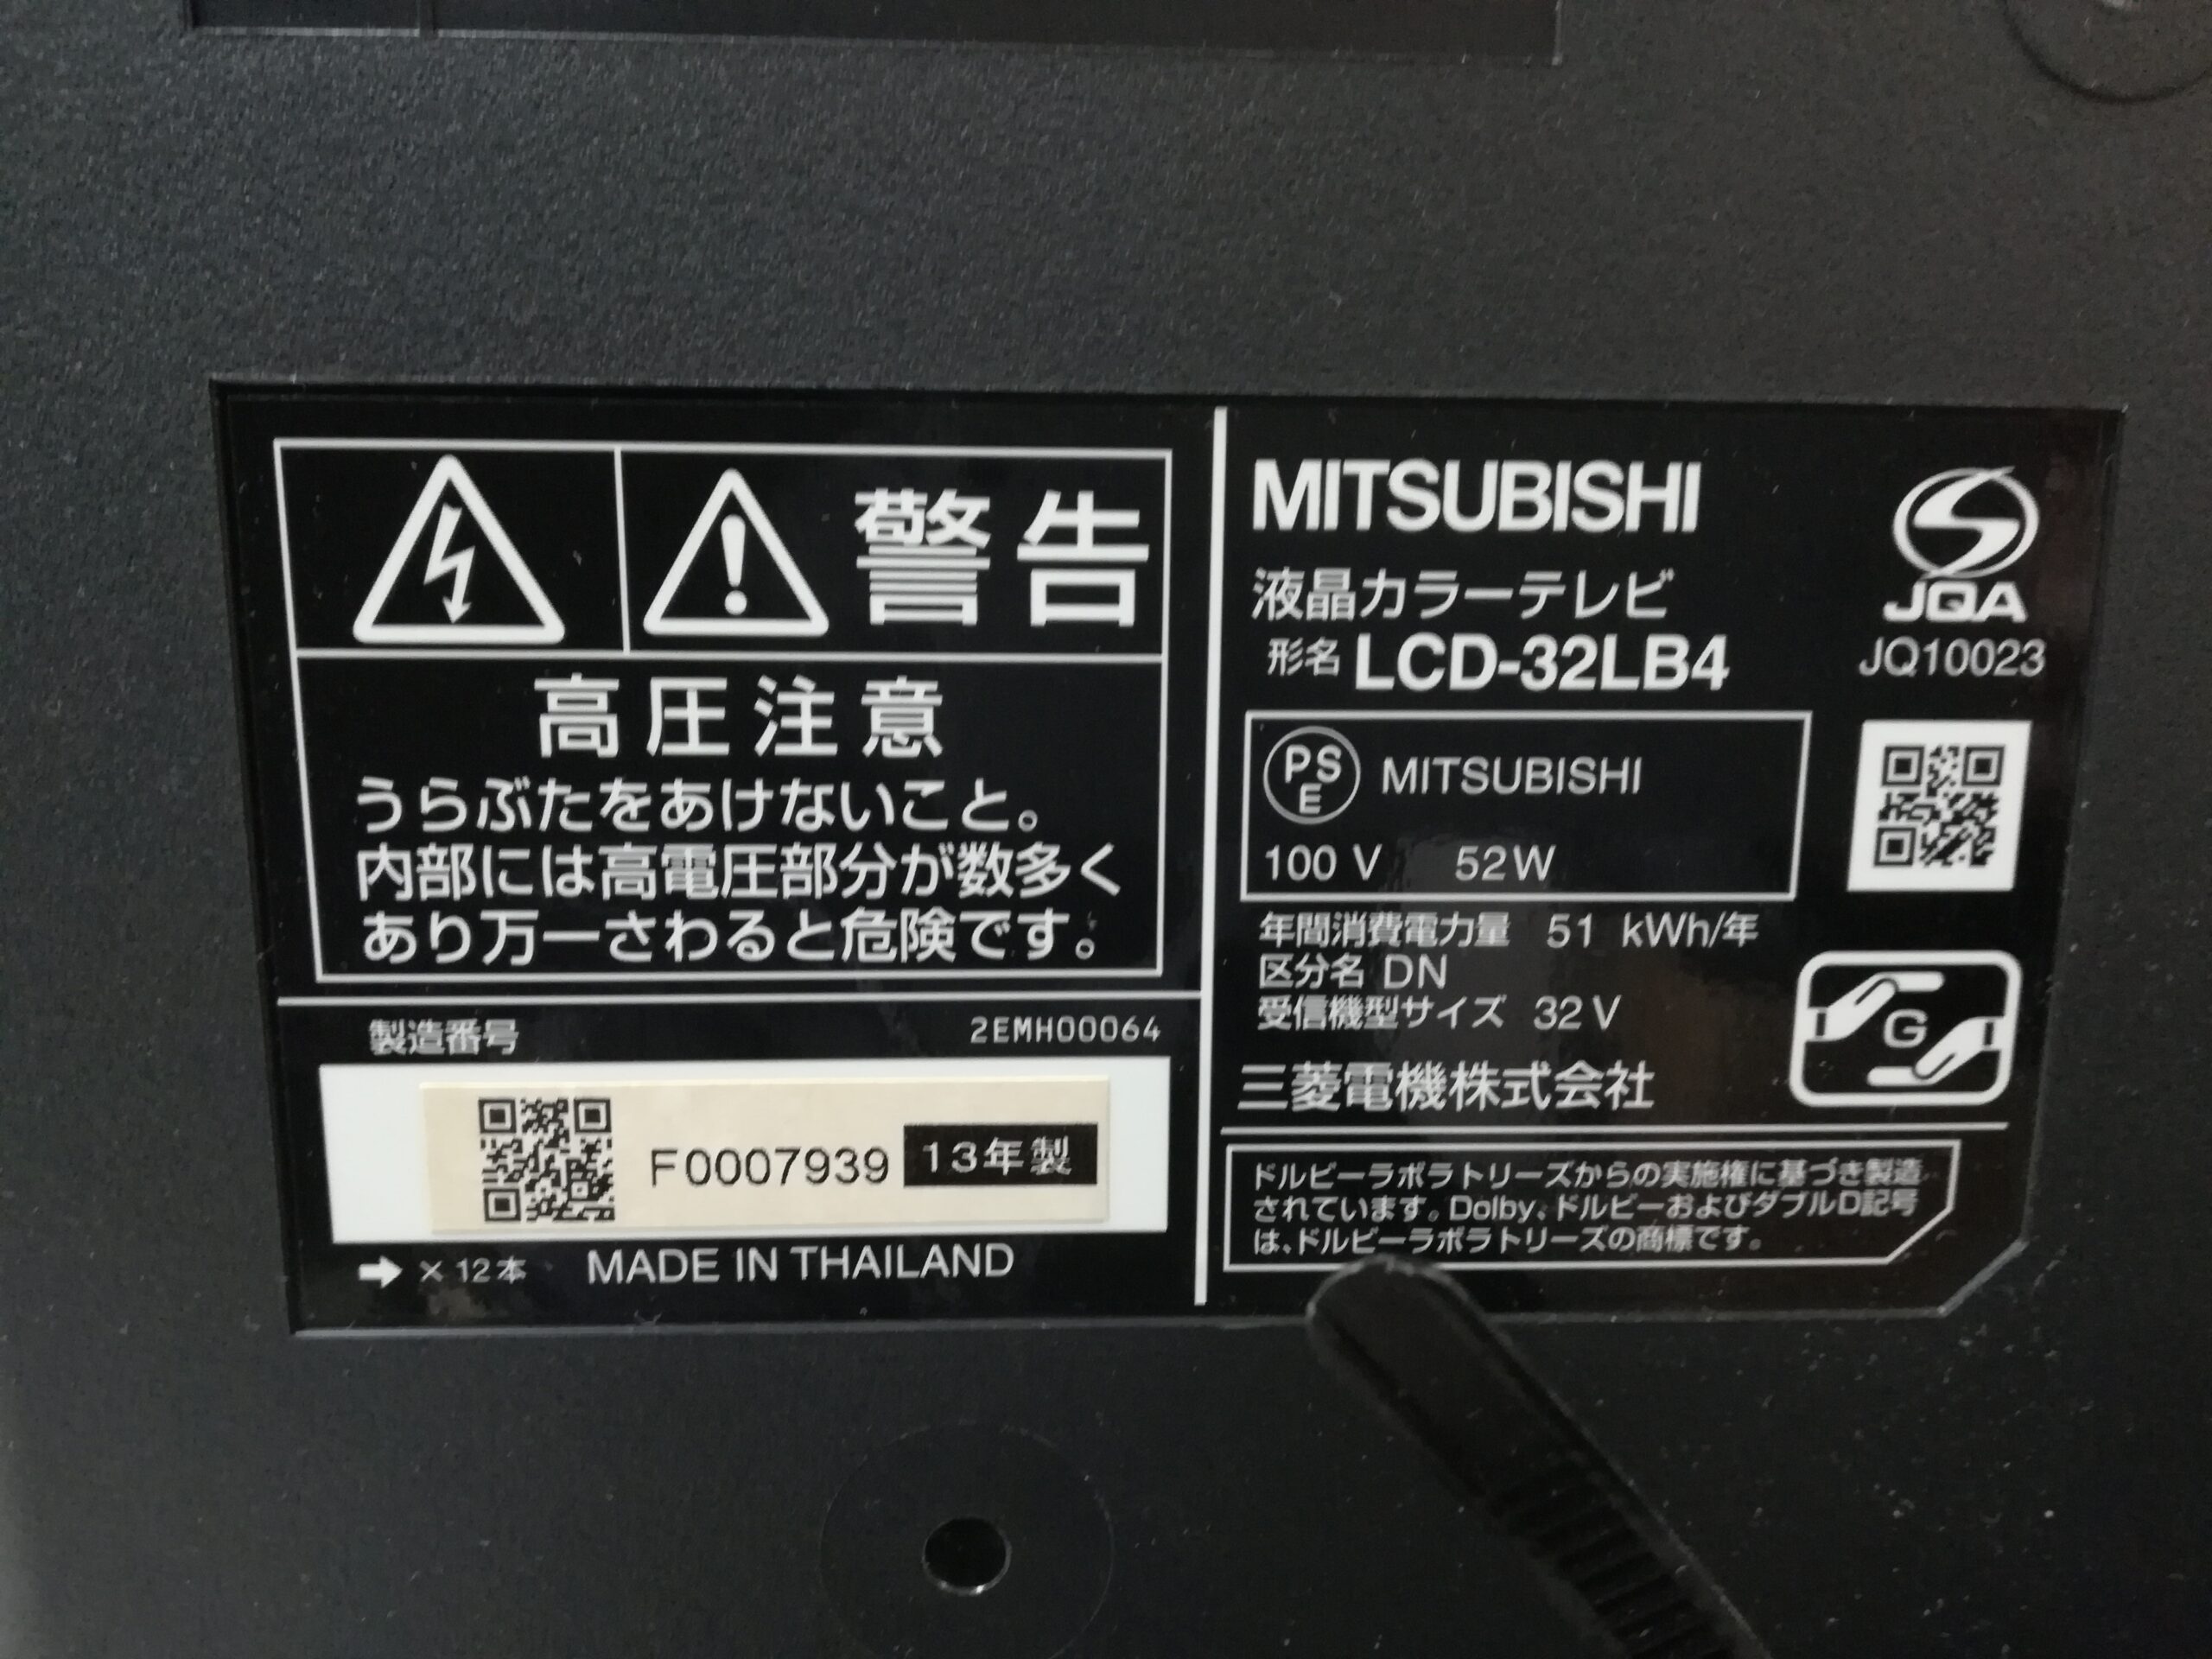 警告
高圧注意
うらぶたをあけないこと。
内部には高電圧部分が数多く
あり万一さわると危険です。
製造番号 2EMH00064
F0007939 13年製
➡ × 12本 MADE IN THAILAND
MITSUBISHI
液晶カラーテレビ
形名 LCD-32LB4
JQA
JQ10023
PSE MITSUBISHI
100 V 52W
年間消費電力量 51 kWh/年
区分名 DN
受信機型サイズ 32V
G
三菱電機株式会社
ドルビーラボラトリーズからの実施権に基づき製造
されています。Dolby、ドルビーおよびダブルD記号
は、ドルビーラボラトリーズの商標です。